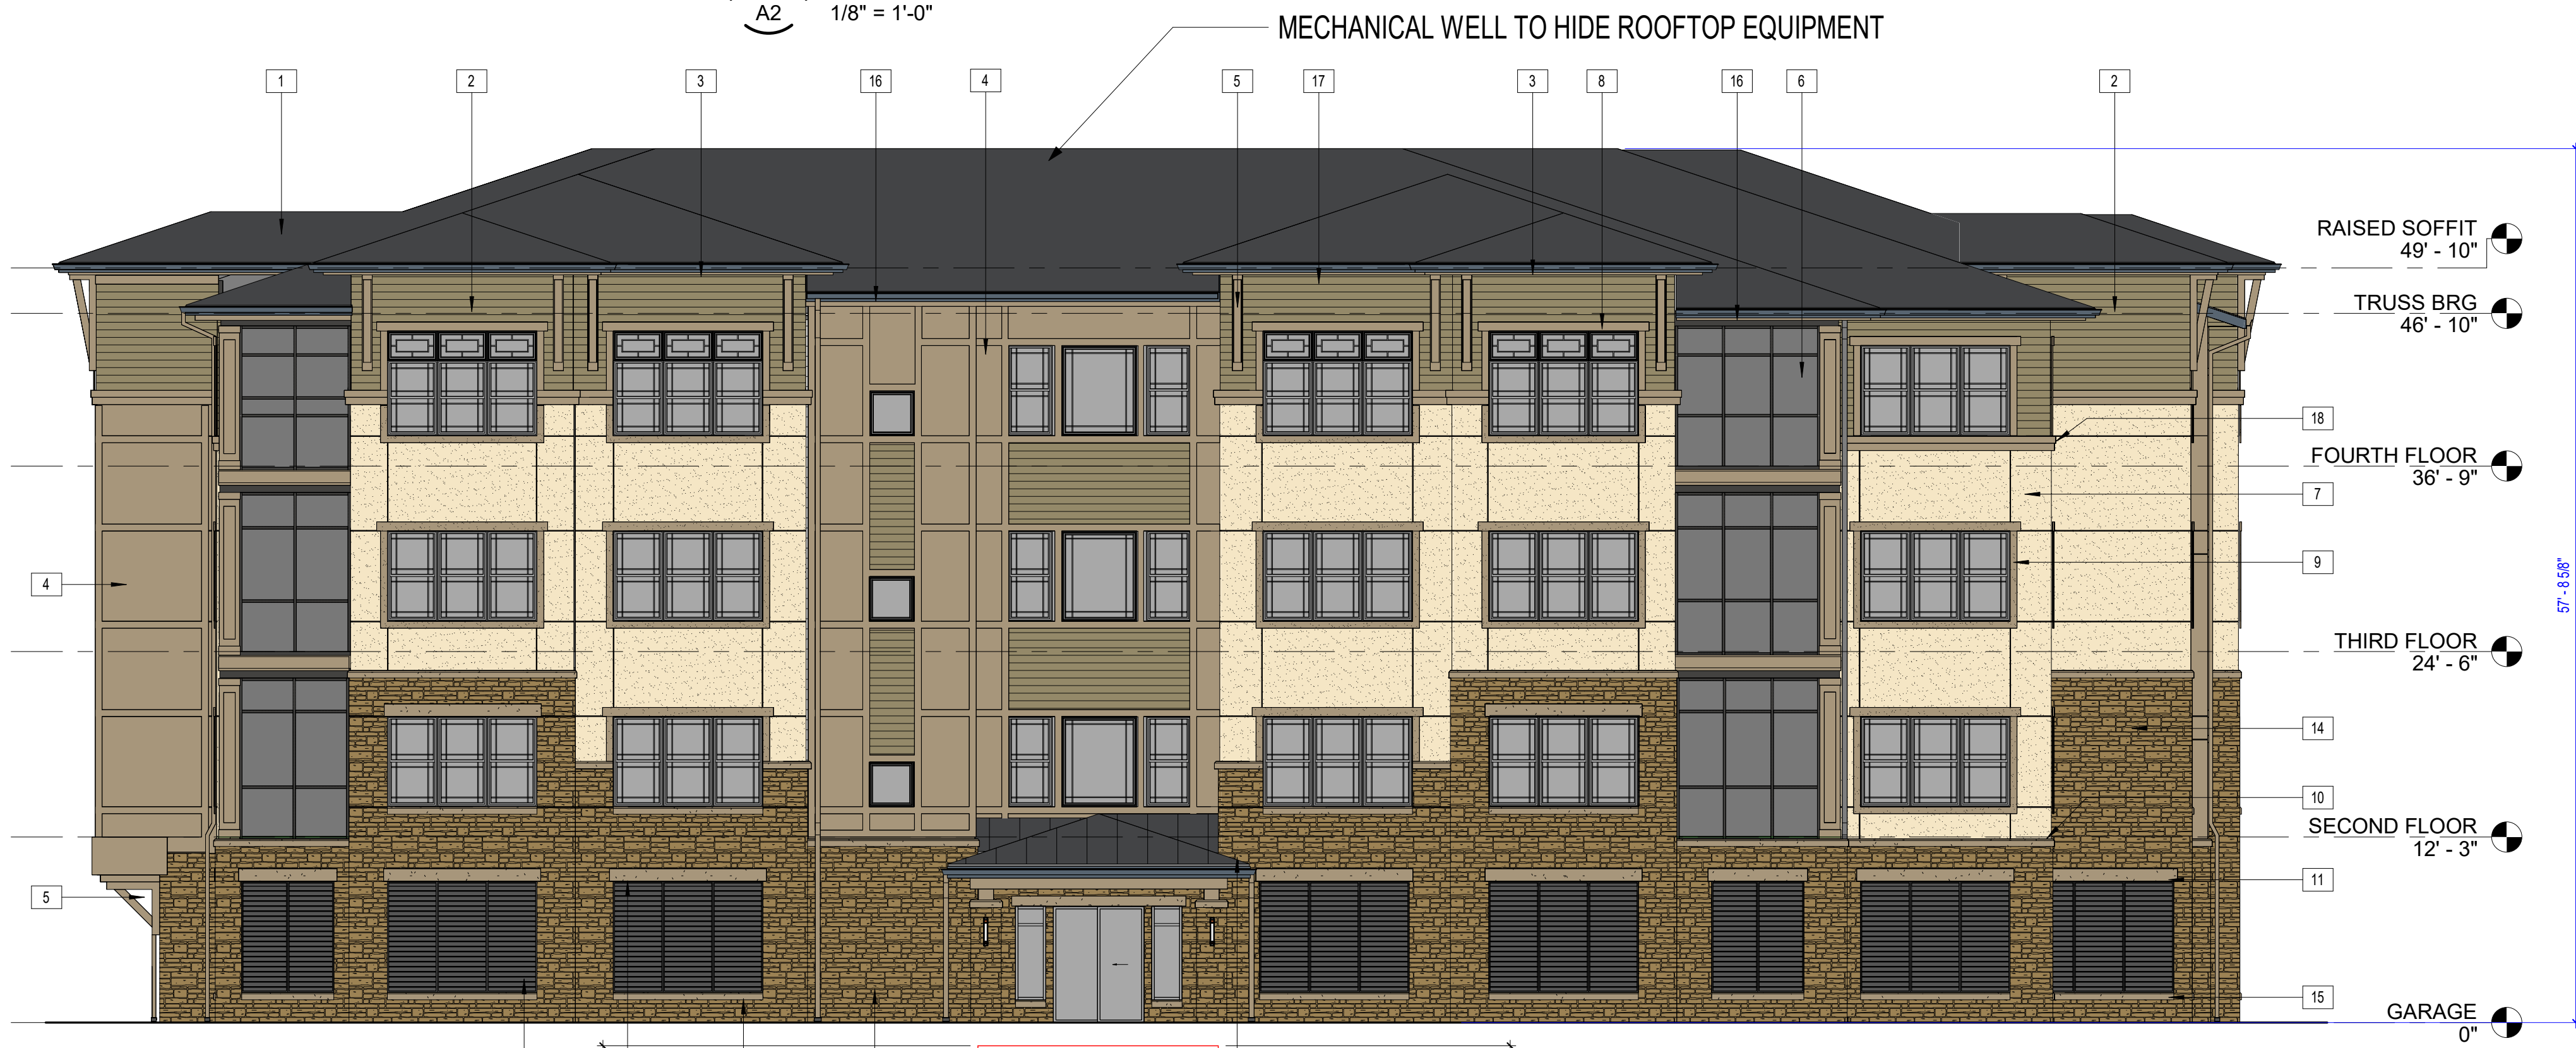 A2
1/8" = 1'-0"
MECHANICAL WELL TO HIDE ROOFTOP EQUIPMENT
1
2
3
16
4
5
17
3
8
16
6
2
RAISED SOFFIT
49' - 10"
TRUSS BRG
46' - 10"
18
FOURTH FLOOR
36' - 9"
7
9
4
57' - 8 5/8"
THIRD FLOOR
24' - 6"
14
10
SECOND FLOOR
12' - 3"
11
5
15
GARAGE
0"